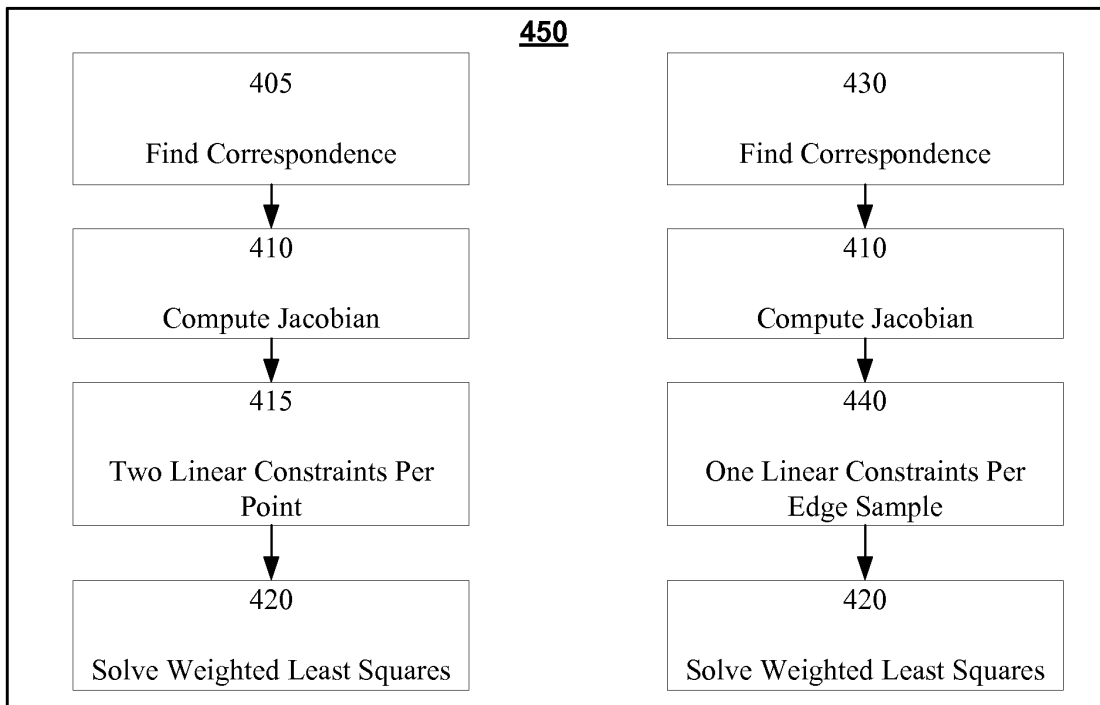 450
405
Find Correspondence
410
Compute Jacobian
415
Two Linear Constraints Per
Point
420
Solve Weighted Least Squares
430
Find Correspondence
410
Compute Jacobian
440
One Linear Constraints Per
Edge Sample
420
Solve Weighted Least Squares